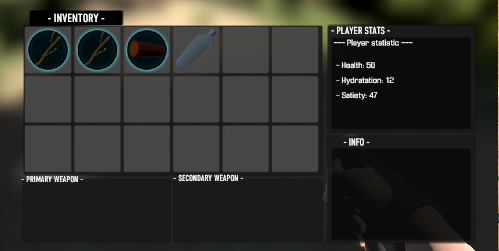 - INVENTORY -
- PLAYER STATS -
--- Player statistic ---
- Health: 50
- Hydratation: 12
- Satiety: 47
- INFO -
- PRIMARY WEAPON -
- SECONDARY WEAPON -